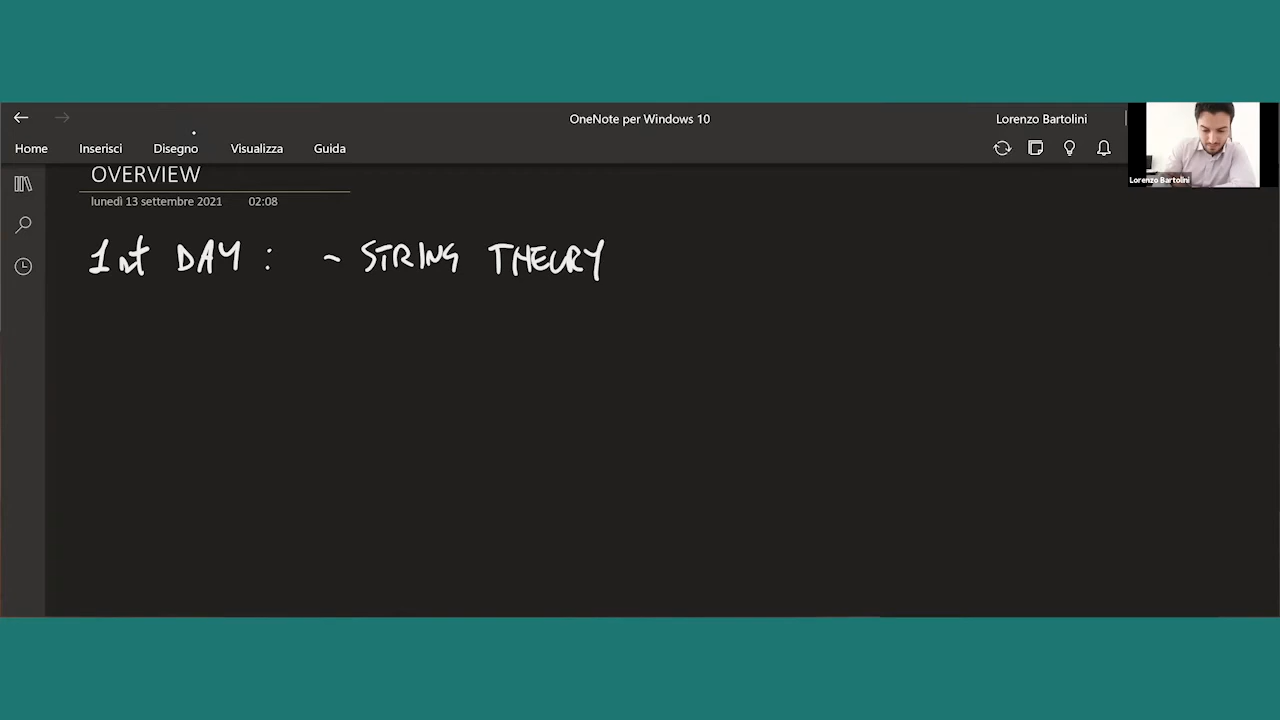 OneNote per Windows 10
Lorenzo Bartolini
Home Inserisci Disegno Visualizza Guida
Lorenzo Bartolini
OVERVIEW
lunedì 13 settembre 2021 02:08
1st DAY : ~ STRING THEORY